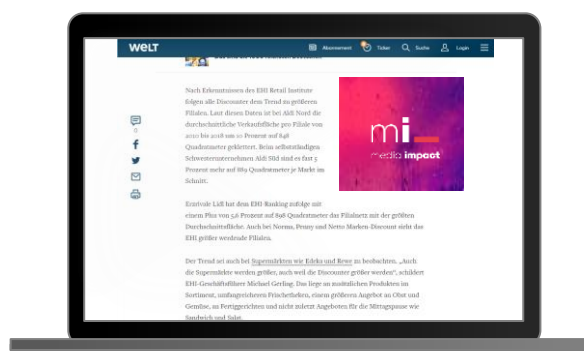 WELT
Abonnement Ticker Suche Login
Nach Erkenntnissen des EHI Retail Institute
folgen alle Discounter dem Trend zu größeren
Filialen. Laut diesen Daten ist bei Aldi Nord die
durchschnittliche Verkaufsfläche pro Filiale von
2010 bis 2018 um 10 Prozent auf 848
Quadratmeter geklettert. Beim selbstständigen
Schwesterunternehmen Aldi Süd sind es fast 5
Prozent mehr auf 889 Quadratmeter je Markt im
Schnitt.
mi_
media impact
0
Erzrivale Lidl hat dem EHI-Ranking zufolge mit
einem Plus von 5,6 Prozent auf 898 Quadratmeter das Filialnetz mit der größten
Durchschnittsfläche. Auch bei Norma, Penny und Netto Marken-Discount sieht das
EHI größer werdende Filialen.
Der Trend sei auch bei Supermärkten wie Edeka und Rewe zu beobachten. „Auch
die Supermärkte werden größer, auch weil die Discounter größer werden“, schildert
EHI-Geschäftsführer Michael Gerling. Das liege an zusätzlichen Produkten im
Sortiment, umfangreicheren Frischetheken, einem größeren Angebot an Obst und
Gemüse, an Fertiggerichten und nicht zuletzt Angeboten für die Mittagspause wie
Sandwich und Salat.